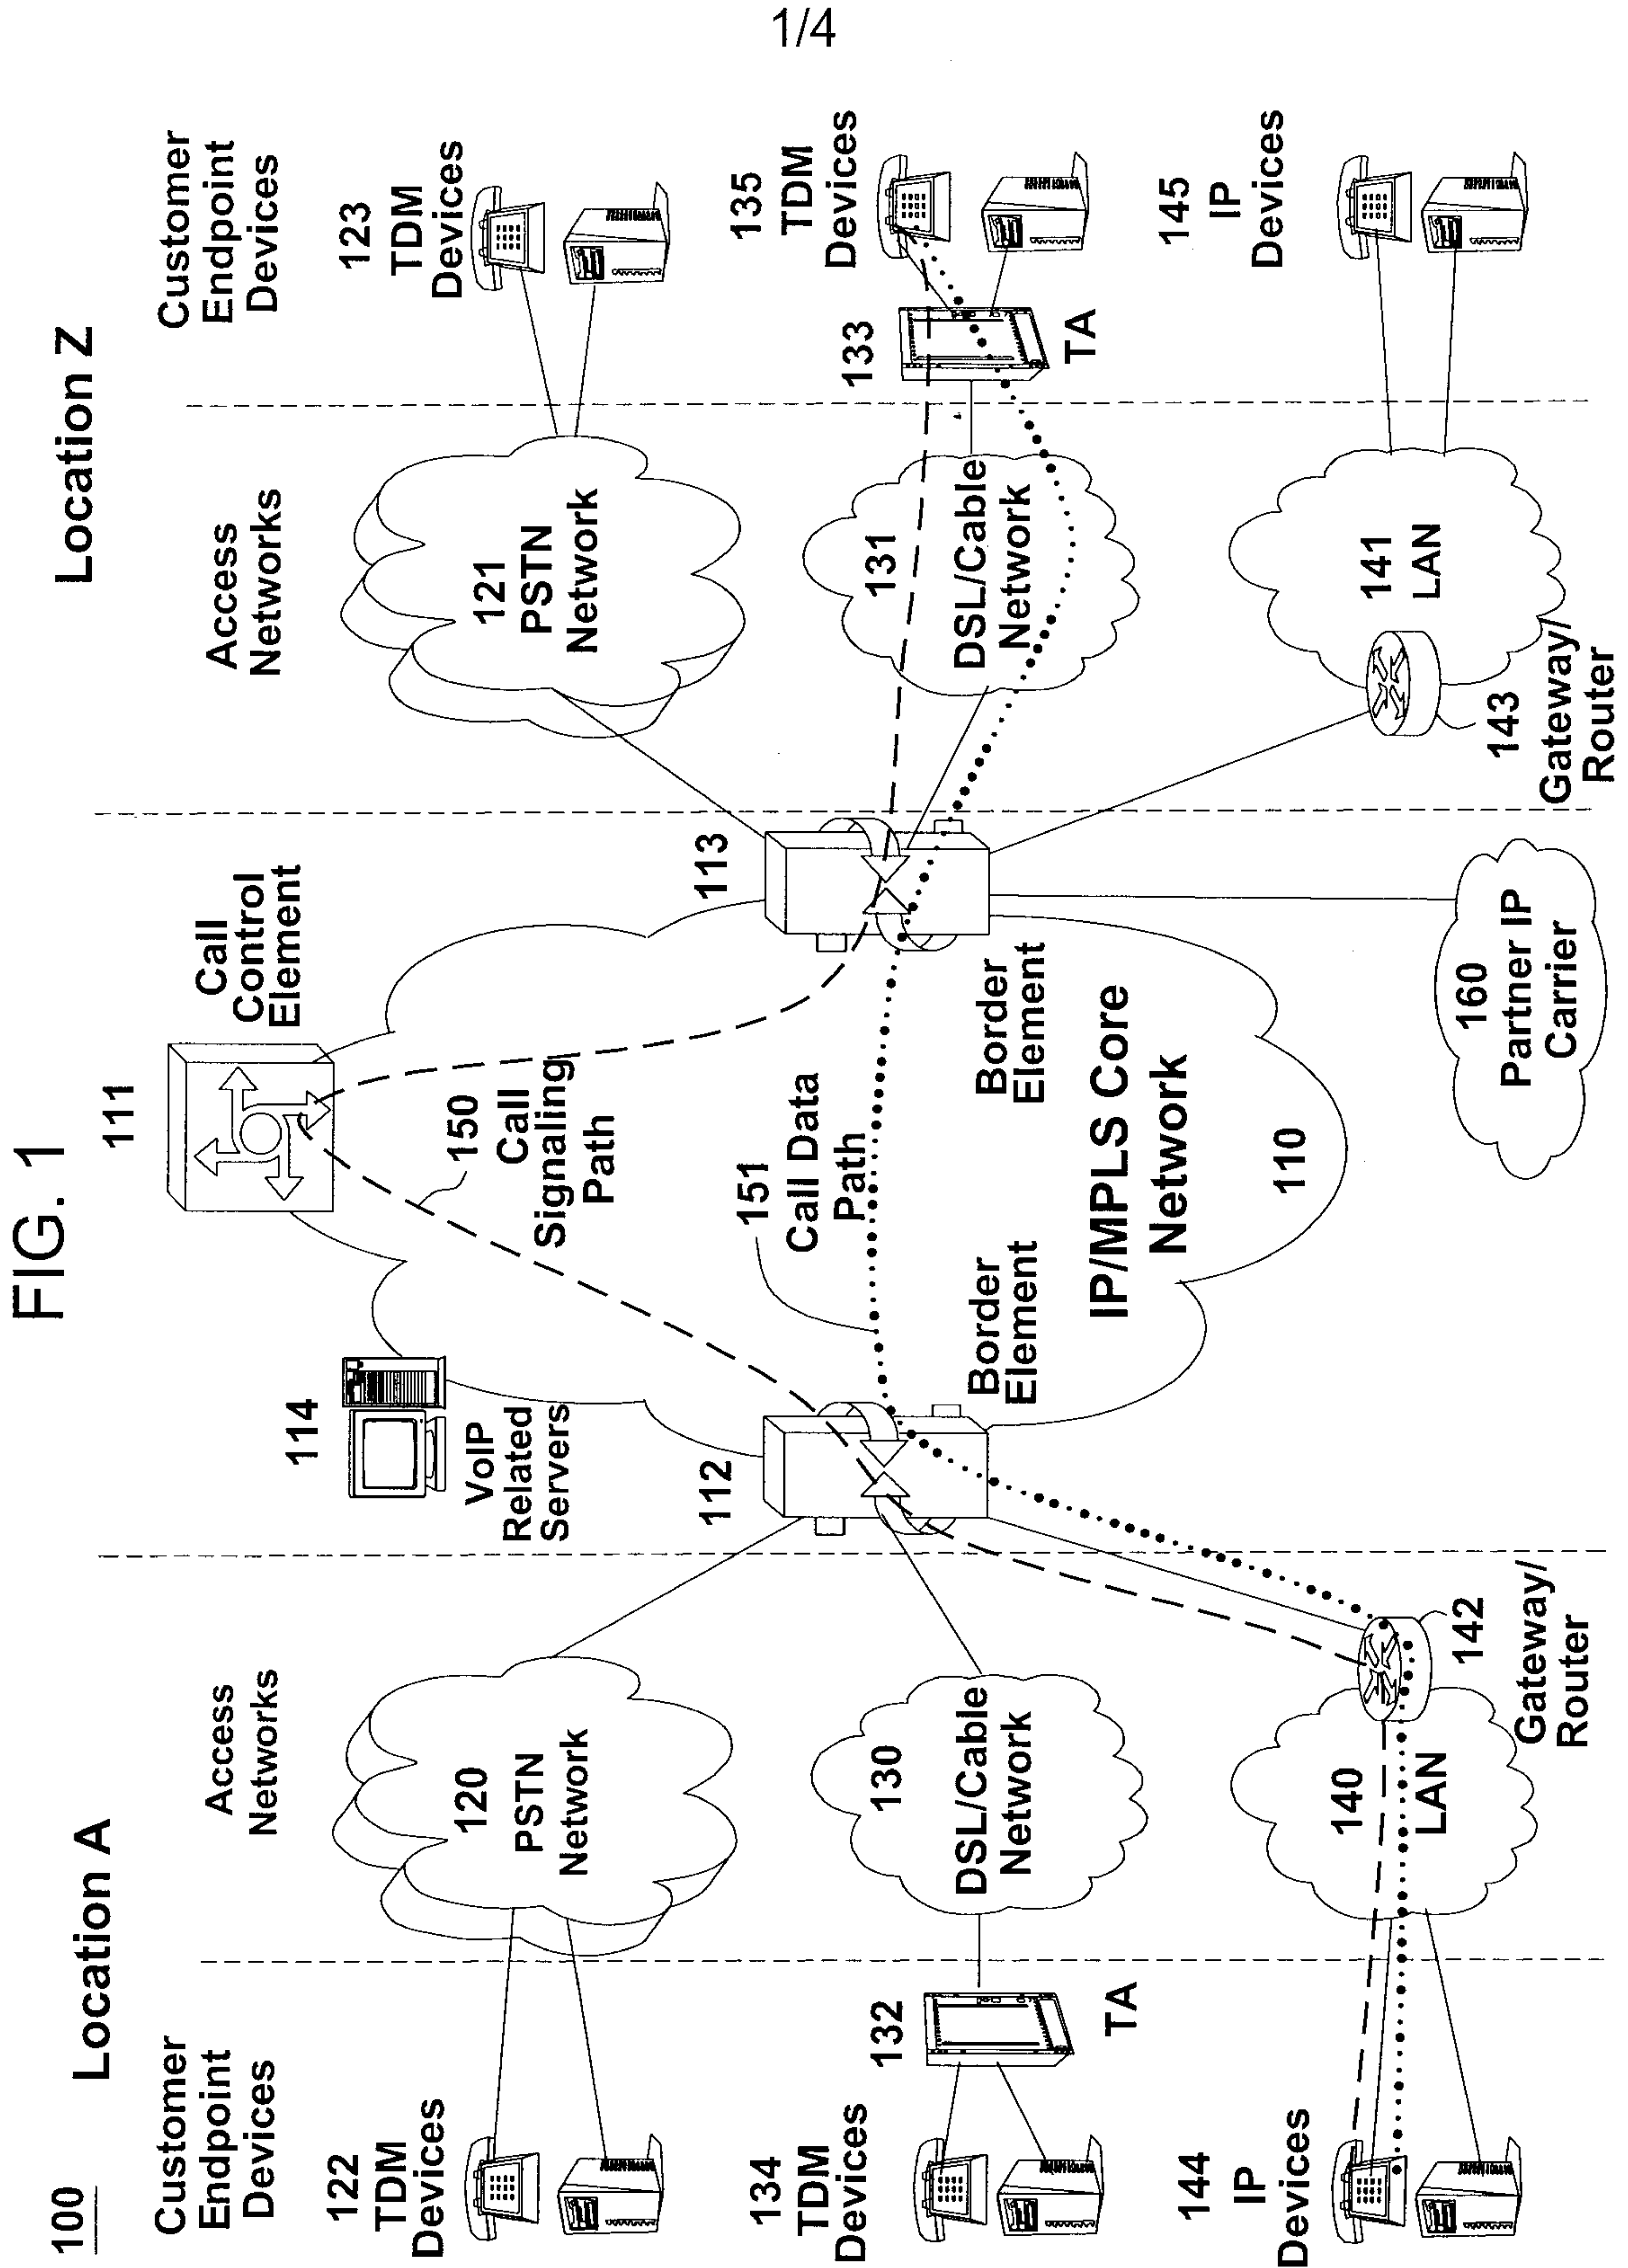 1/4
FIG. 1
100
Location A
Location Z
Customer
Endpoint
Devices
Access
Networks
114
VoIP
Related
Servers
111
Call
Control
Element
Access
Networks
Customer
Endpoint
Devices
122
TDM
Devices
120
PSTN
Network
150
Call
Signaling
Path
121
PSTN
Network
123
TDM
Devices
134
TDM
Devices
132
TA
130
DSL/Cable
Network
112
Border
Element
151
Call Data
Path
113
Border
Element
131
DSL/Cable
Network
133
TA
135
TDM
Devices
IP/MPLS Core
Network
110
144
IP
Devices
140
LAN
142
Gateway/
Router
160
Partner IP
Carrier
143
Gateway/
Router
141
LAN
145
IP
Devices